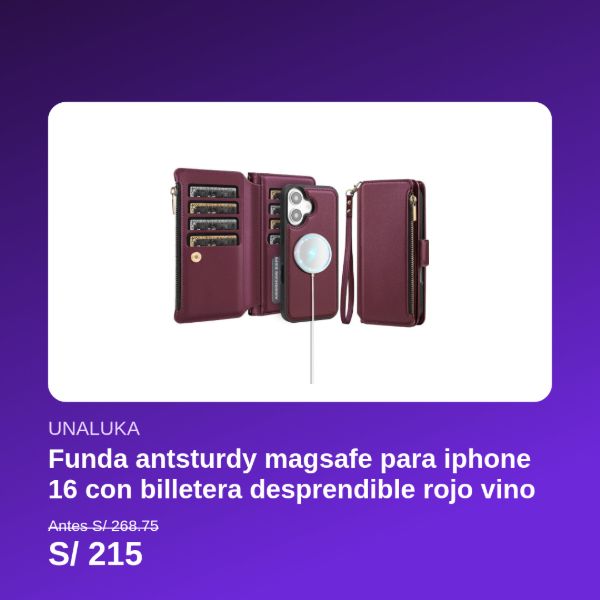 UNALUKA
Funda antsturdy magsafe para iphone
16 con billetera desprendible rojo vino
Antes S/ 268.75
S/ 215